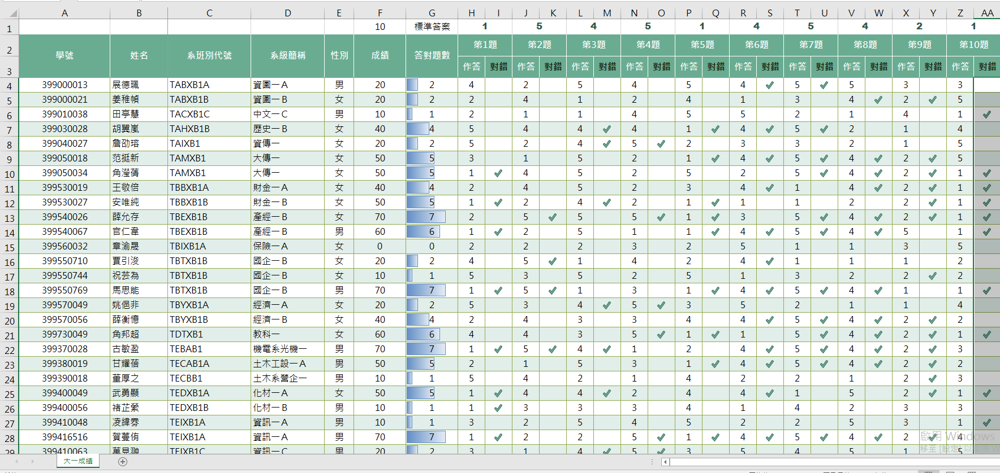 A B C D E F G H I J K L M N O P Q R S T U V W X Y Z AA
1 10 標準答案 1 5 4 5 1 4 5 4 2 1
2 學號 姓名 系班別代號 系級簡稱 性別 成績 答對題數 第1題 第2題 第3題 第4題 第5題 第6題 第7題 第8題 第9題 第10題
3 作答 對錯 作答 對錯 作答 對錯 作答 對錯 作答 對錯 作答 對錯 作答 對錯 作答 對錯 作答 對錯 作答 對錯
4 399000013 展德珮 TABXB1A 資圖一A 男 20 2 4 2 5 4 5 4 ✔ 5 ✔ 5 3 3
5 399000021 姜稚幀 TABXB1B 資圖一B 女 20 2 2 4 1 2 4 1 3 4 ✔ 2 ✔ 5
6 399010038 田亭慧 TACXB1C 中文一C 男 10 1 2 1 1 4 5 5 2 1 4 1 ✔
7 399030028 胡翼嵐 TAHXB1B 歷史一B 女 40 4 5 4 4 ✔ 4 1 ✔ 4 ✔ 5 ✔ 2 1 4
8 399040027 詹劭瑢 TAIXB1 資傳一 女 20 2 5 2 4 ✔ 5 ✔ 2 3 3 2 1 5
9 399050018 范挺新 TAMXB1 大傳一 女 50 5 3 1 5 2 1 ✔ 4 ✔ 5 ✔ 4 ✔ 2 ✔ 5
10 399050034 角瀅蒨 TAMXB1 大傳一 女 50 5 1 ✔ 4 5 2 5 2 5 ✔ 4 ✔ 2 ✔ 1 ✔
11 399530019 王敬倍 TBBXB1A 財金一A 女 40 4 2 4 5 2 3 4 ✔ 1 4 ✔ 2 ✔ 1 ✔
12 399530027 安唯純 TBBXB1B 財金一B 女 50 5 1 ✔ 2 4 ✔ 2 1 ✔ 1 1 2 2 ✔ 1 ✔
13 399540026 薛允存 TBEXB1B 產經一B 女 70 7 2 5 ✔ 5 5 ✔ 1 ✔ 3 5 ✔ 4 ✔ 2 ✔ 1 ✔
14 399540067 官仁韋 TBEXB1B 產經一B 男 60 6 1 ✔ 2 5 1 1 ✔ 4 ✔ 5 ✔ 4 ✔ 5 1 ✔
15 399560032 章渝晟 TBIXB1A 保險一A 女 0 0 2 2 2 3 2 5 1 1 3 5
16 399550710 賈引浚 TBTXB1B 國企一B 女 20 2 4 5 ✔ 1 4 2 4 ✔ 1 1 1 2
17 399550744 祝芸為 TBTXB1B 國企一B 女 10 1 5 3 5 2 5 1 3 2 2 ✔ 2
18 399550769 馬思能 TBTXB1B 國企一B 男 70 7 1 ✔ 5 ✔ 1 3 1 ✔ 4 ✔ 5 ✔ 4 ✔ 1 1 ✔
19 399570049 姚俋非 TBYXB1A 經濟一A 女 20 2 5 3 4 ✔ 5 ✔ 3 5 2 1 1 4
20 399570056 薛衡憶 TBYXB1B 經濟一B 女 40 4 2 4 3 3 4 4 ✔ 5 ✔ 4 ✔ 2 ✔ 2
21 399730049 角邦超 TDTXB1 教科一 女 60 6 4 4 3 5 ✔ 1 ✔ 1 5 ✔ 4 ✔ 2 ✔ 1 ✔
22 399370028 古敏盈 TEBAB1 機電系光機一 男 70 7 1 ✔ 5 ✔ 4 ✔ 1 2 4 ✔ 5 ✔ 4 ✔ 2 ✔ 3
23 399380019 甘耀蓓 TECAB1A 土木工設一A 男 50 5 2 1 5 3 1 ✔ 4 ✔ 5 ✔ 4 ✔ 2 ✔ 2
24 399390018 董厚之 TECBB1 土木系營企一 男 10 1 5 4 2 1 4 2 2 1 2 ✔ 3
25 399400049 武勇顯 TEDXB1A 化材一A 女 50 5 1 ✔ 4 4 ✔ 2 4 4 ✔ 1 5 2 ✔ 1 ✔
26 399400056 褚芷縈 TEDXB1B 化材一B 男 10 1 1 ✔ 3 3 3 4 1 4 2 3 3
27 399410048 凌緯雰 TEIXB1A 資訊一A 男 10 1 3 2 5 4 5 2 2 5 3 1 ✔
28 399416516 賀蔓侑 TEIXB1A 資訊一A 男 70 7 1 ✔ 2 2 5 ✔ 1 ✔ 4 ✔ 5 ✔ 4 ✔ 2 ✔ 4
29 399410063 萬昱翀 TEIXB1C 資訊一C 男 20 2 3 1 4 ✔ 5 ✔ 3 5 4 5 1 5
啟用 Windows
移至 [設定] 以啟用 W
大一成績